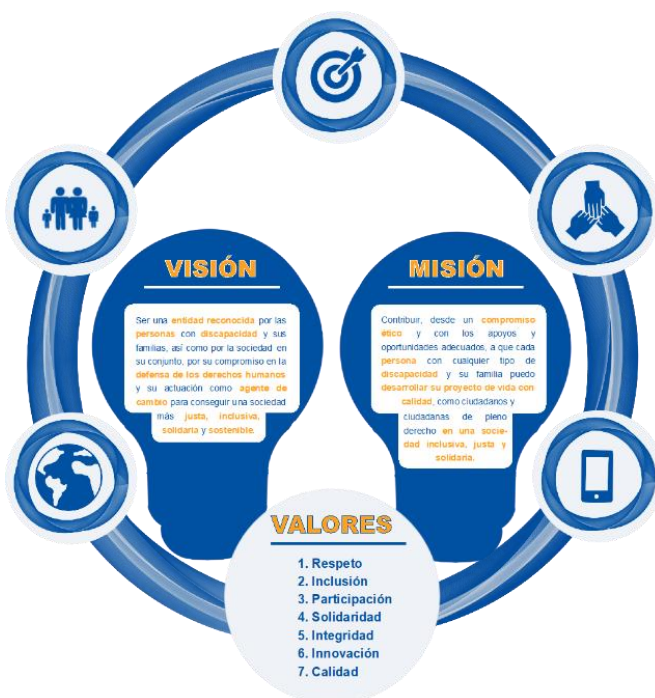 VISIÓN
Ser una entidad reconocida por las
personas con discapacidad y sus
familias, así como por la sociedad en
su conjunto, por su compromiso en la
defensa de los derechos humanos
y su actuación como agente de
cambio para conseguir una sociedad
más justa, inclusiva,
solidaria y sostenible.
MISIÓN
Contribuir, desde un compromiso
ético y con los apoyos y
oportunidades adecuados, a que cada
persona con cualquier tipo de
discapacidad y su familia puedo
desarrollar su proyecto de vida con
calidad, como ciudadanos y
ciudadanas de pleno
derecho en una socie-
dad inclusiva, justa y
solidaria.
VALORES
1. Respeto
2. Inclusión
3. Participación
4. Solidaridad
5. Integridad
6. Innovación
7. Calidad